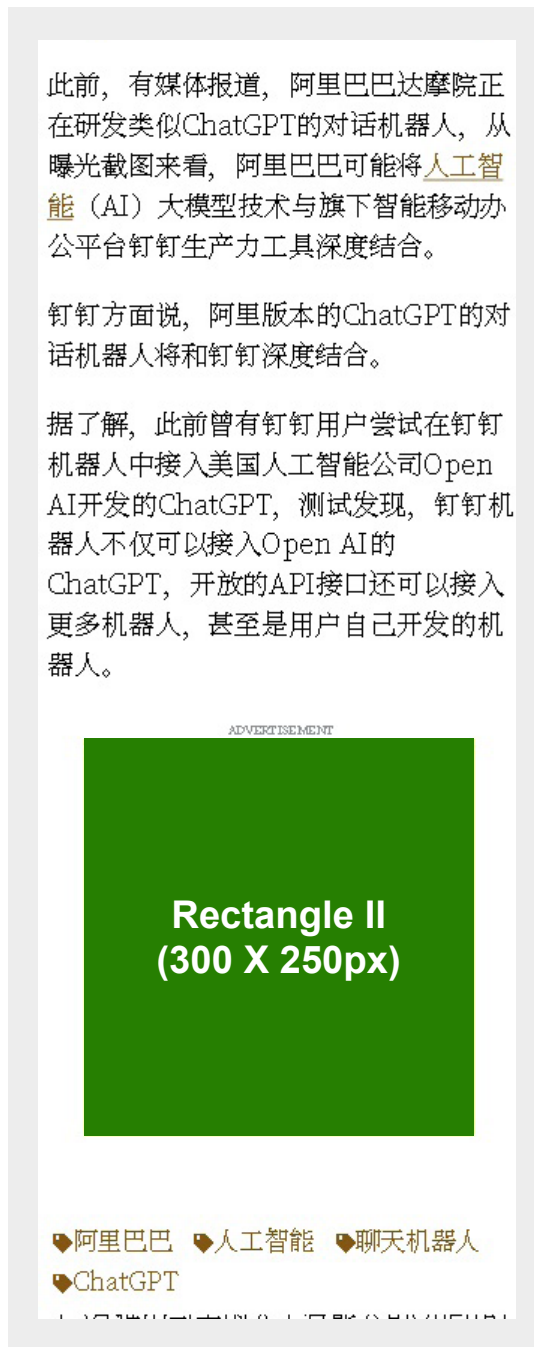 此前，有媒体报道，阿里巴巴达摩院正
在研发类似ChatGPT的对话机器人，从
曝光截图来看，阿里巴巴可能将人工智
能（AI）大模型技术与旗下智能移动办
公平台钉钉生产力工具深度结合。
钉钉方面说，阿里版本的ChatGPT的对
话机器人将和钉钉深度结合。
据了解，此前曾有钉钉用户尝试在钉钉
机器人中接入美国人工智能公司Open
AI开发的ChatGPT，测试发现，钉钉机
器人不仅可以接入Open AI的
ChatGPT，开放的API接口还可以接入
更多机器人，甚至是用户自己开发的机
器人。
ADVERTISEMENT
Rectangle II
(300 X 250px)
阿里巴巴 人工智能 聊天机器人
ChatGPT